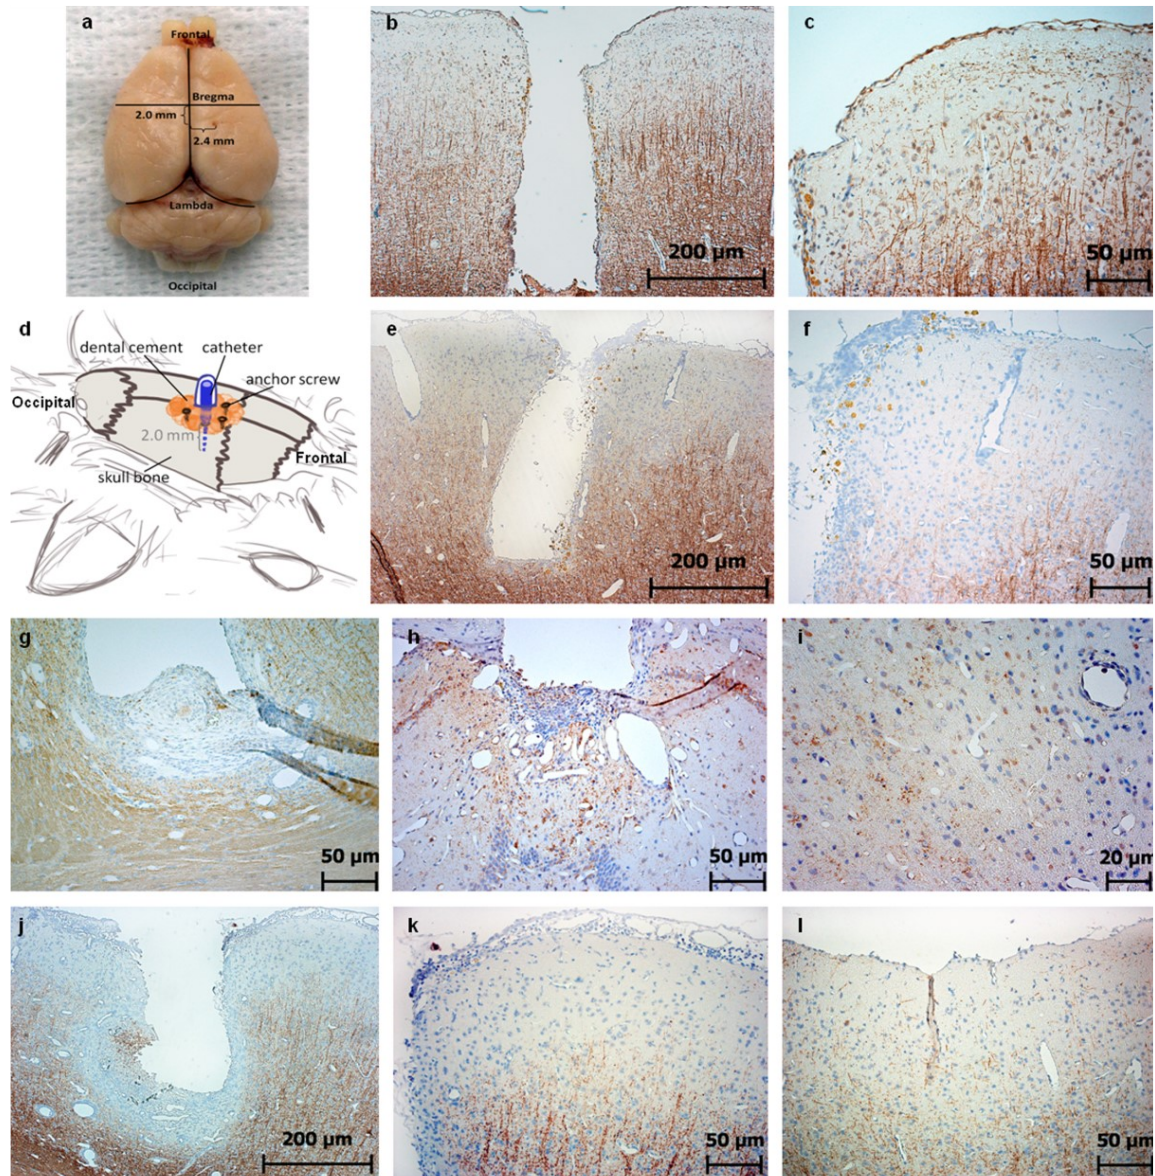 a
Frontal
Bregma
2.0 mm
2.4 mm
Lambda
Occipital
b
200 µm
c
50 µm
d
dental cement
catheter
anchor screw
Occipital
2.0 mm
Frontal
skull bone
e
200 µm
f
50 µm
g
50 µm
h
50 µm
i
20 µm
j
200 µm
k
50 µm
l
50 µm